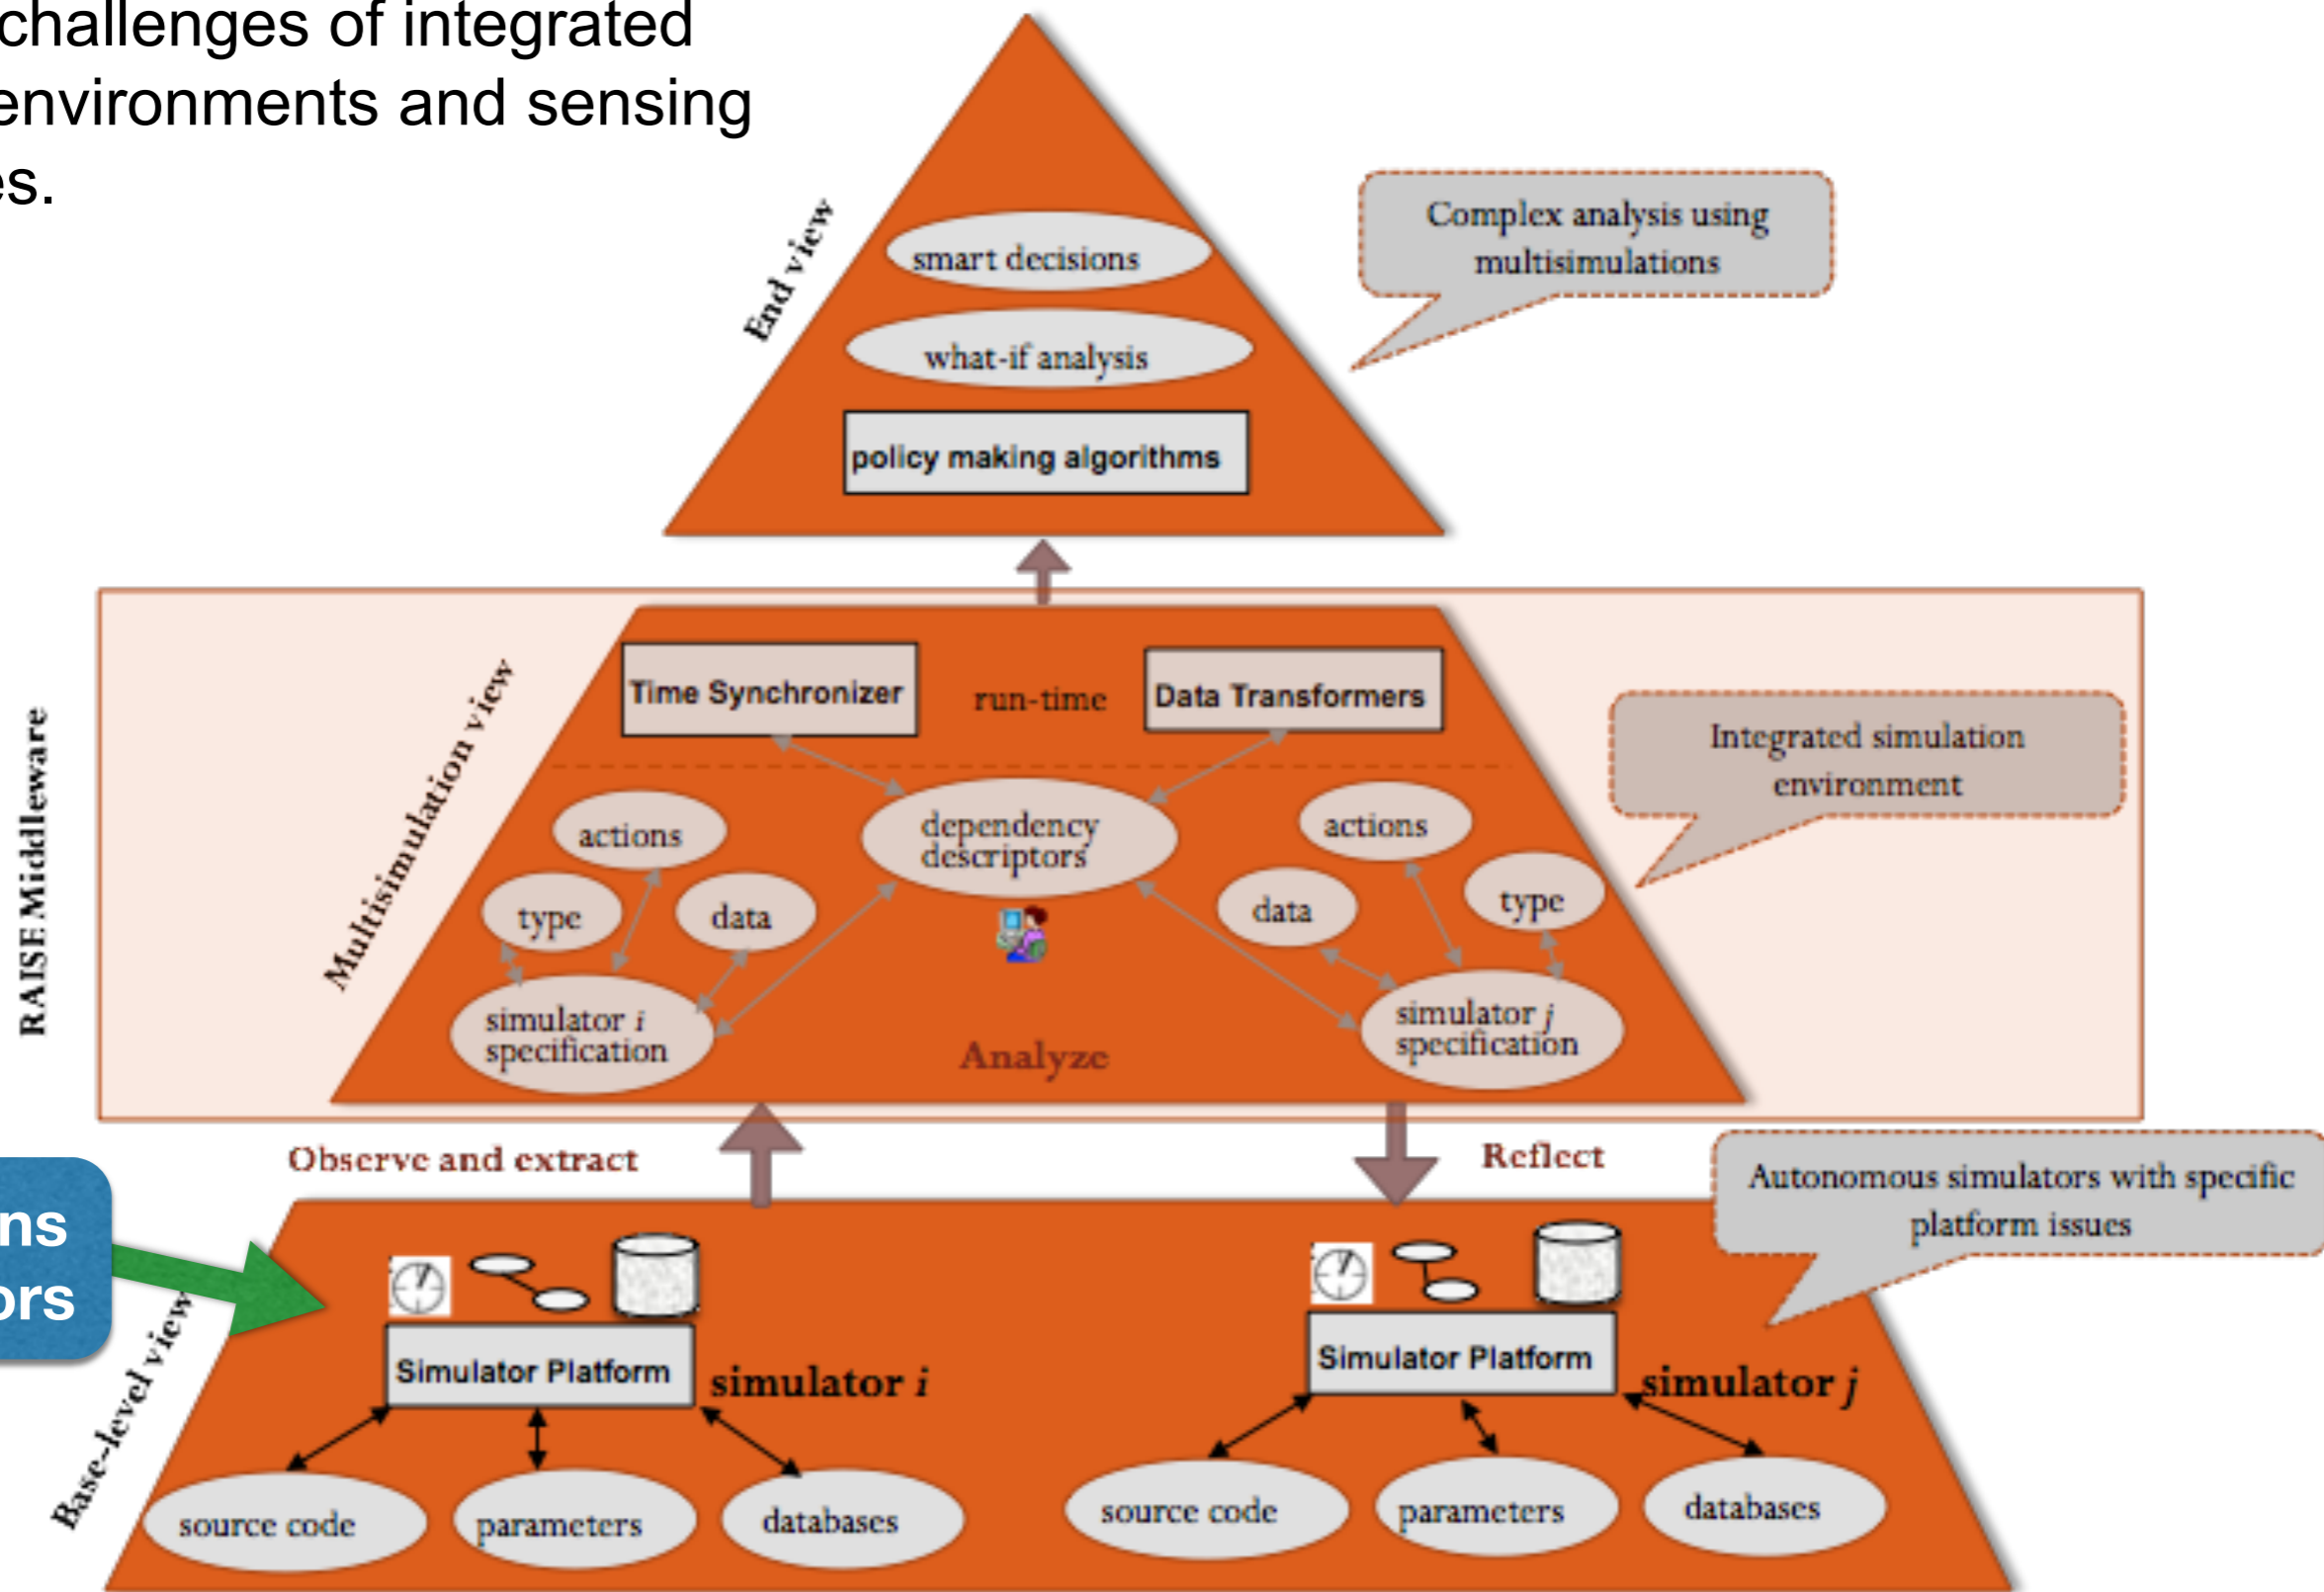 challenges of integrated
environments and sensing
es.
End view
smart decisions
what-if analysis
policy making algorithms
Complex analysis using
multisimulations
RAISE Middleware
Multisimulation view
Time Synchronizer
run-time
Data Transformers
actions
type
data
dependency
descriptors
actions
data
type
simulator i
specification
Analyze
simulator j
specification
Integrated simulation
environment
Observe and extract
Reflect
Autonomous simulators with specific
platform issues
ns
ors
Base-level view
Simulator Platform
simulator i
source code
parameters
databases
Simulator Platform
simulator j
source code
parameters
databases